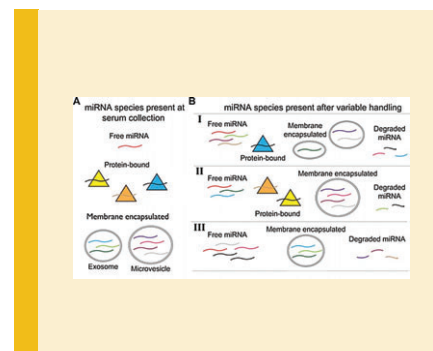 A
miRNA species present at
serum collection
Free miRNA
Protein-bound
Membrane encapsulated
Exosome
Microvesicle
B
miRNA species present after variable handling
I
Free miRNA
Protein-bound
Membrane
encapsulated
Degraded
miRNA
II
Free miRNA
Protein-bound
Membrane encapsulated
Degraded
miRNA
III
Free miRNA
Membrane encapsulated
Degraded miRNA